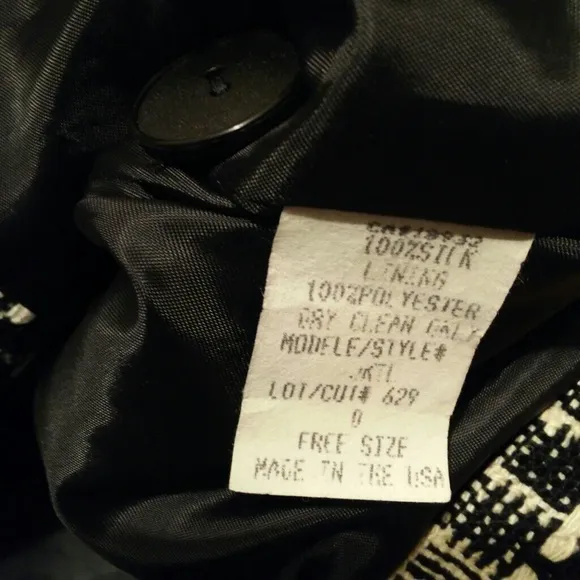 100%SILK
LINING
100%POLYESTER
DRY CLEAN ONLY
MODELE/STYLE#
LOT/CUT# 629
0
FREE SIZE
MADE IN THE USA